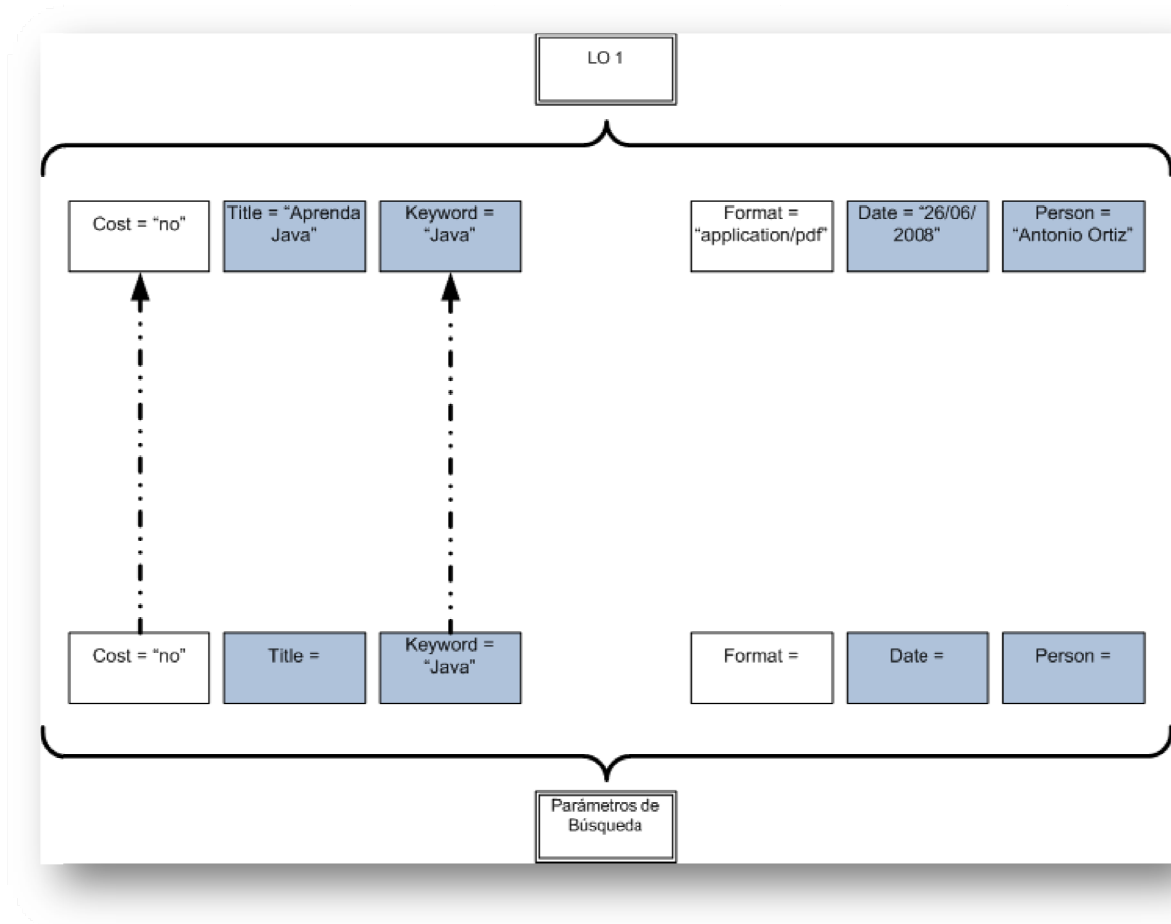 LO 1
Cost = “no”
Title = “Aprenda
Java”
Keyword =
“Java”
Format =
“application/pdf”
Date = “26/06/
2008”
Person =
“Antonio Ortiz”
Cost = “no”
Title =
Keyword =
“Java”
Format =
Date =
Person =
Parámetros de
Búsqueda